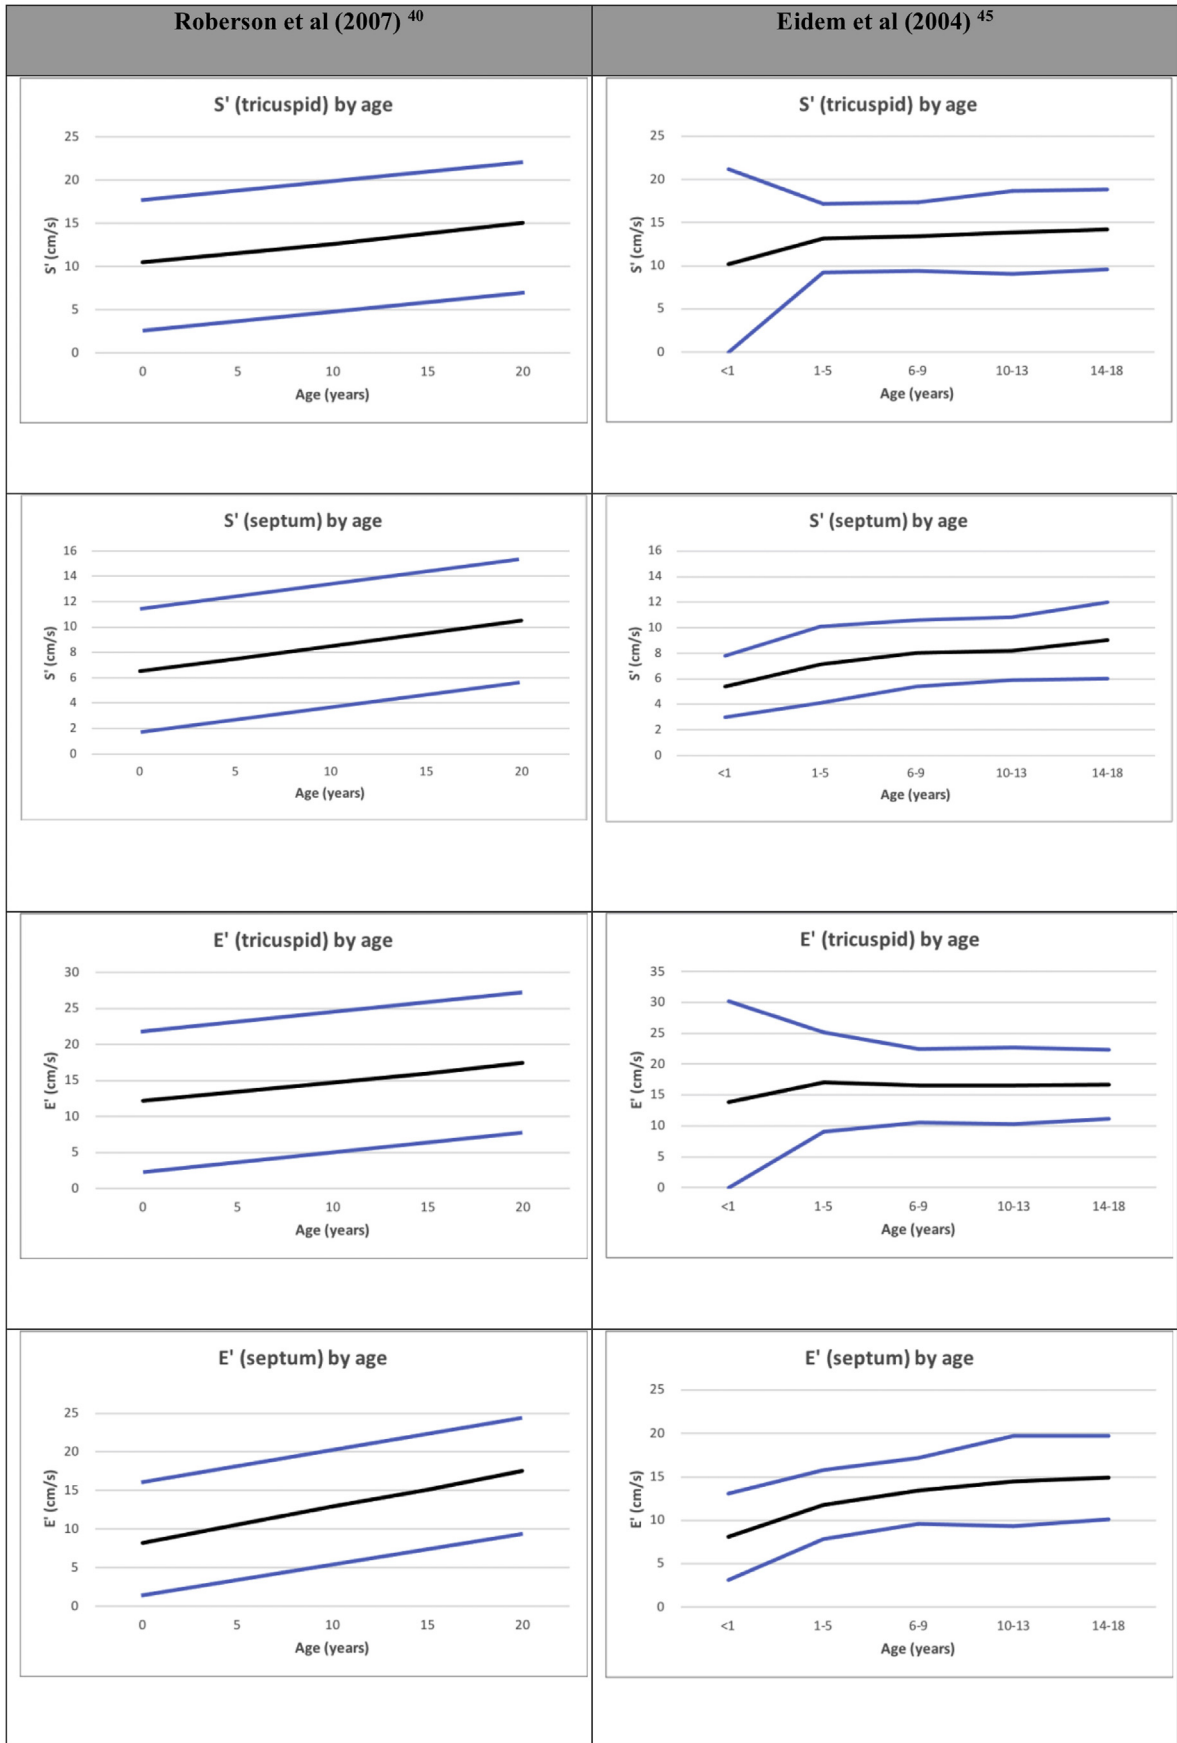 Roberson et al (2007) 40
Eidem et al (2004) 45
S' (tricuspid) by age
25
20
15
10
5
0
S' (cm/s)
0 5 10 15 20
Age (years)
S' (tricuspid) by age
25
20
15
10
5
0
S' (cm/s)
<1 1-5 6-9 10-13 14-18
Age (years)
S' (septum) by age
16
14
12
10
8
6
4
2
0
S' (cm/s)
0 5 10 15 20
Age (years)
S' (septum) by age
16
14
12
10
8
6
4
2
0
S' (cm/s)
<1 1-5 6-9 10-13 14-18
Age (years)
E' (tricuspid) by age
30
25
20
15
10
5
0
E' (cm/s)
0 5 10 15 20
Age (years)
E' (tricuspid) by age
35
30
25
20
15
10
5
0
E' (cm/s)
<1 1-5 6-9 10-13 14-18
Age (years)
E' (septum) by age
25
20
15
10
5
0
E' (cm/s)
0 5 10 15 20
Age (years)
E' (septum) by age
25
20
15
10
5
0
E' (cm/s)
<1 1-5 6-9 10-13 14-18
Age (years)